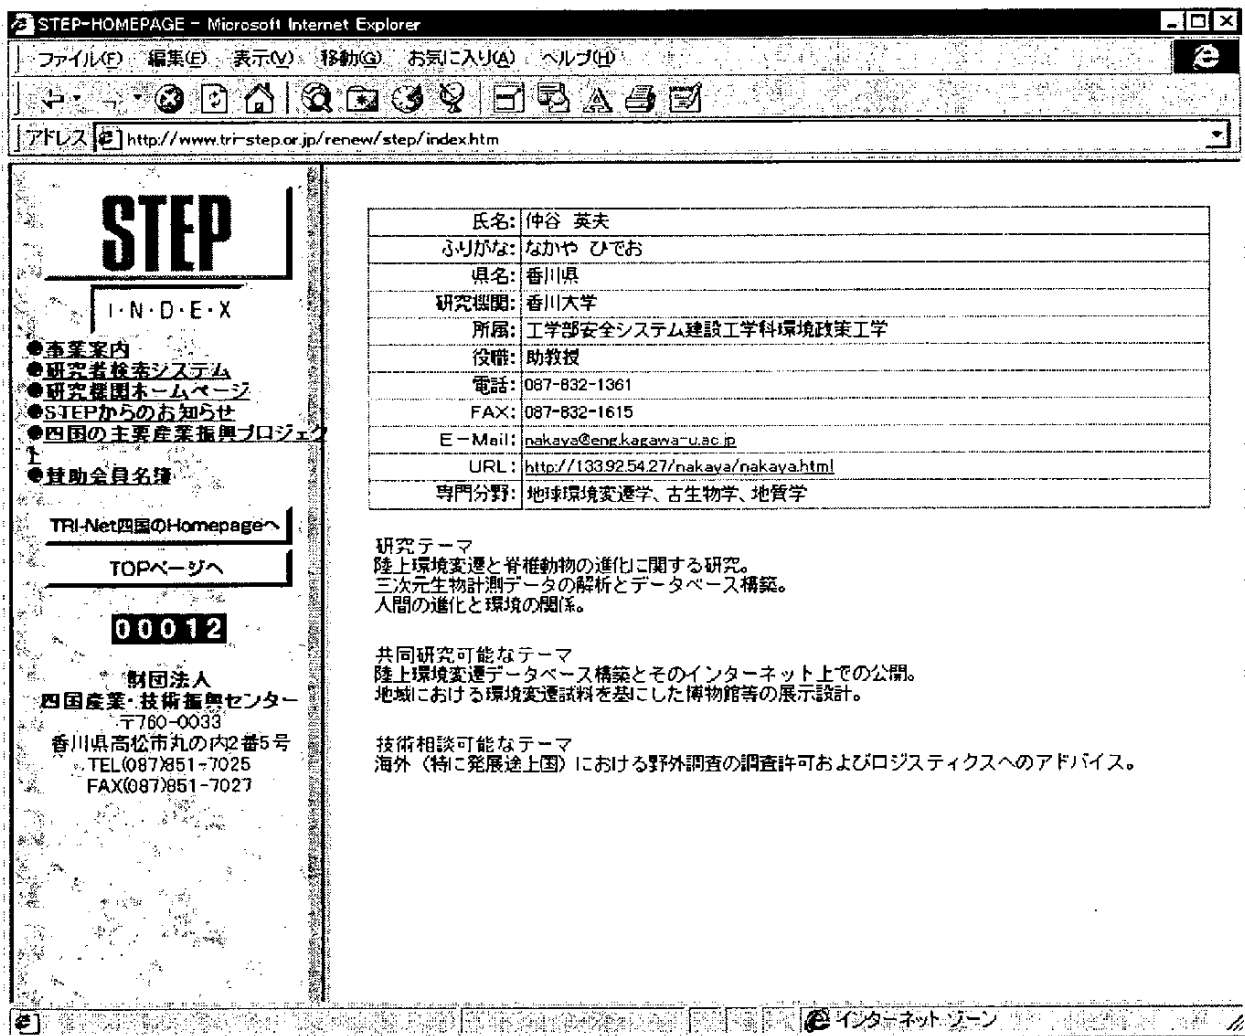 STEP-HOMEPAGE - Microsoft Internet Explorer
ファイル(F) 編集(E) 表示(V) 移動(G) お気に入り(A) ヘルプ(H)
アドレス http://www.tri-step.or.jp/renew/step/index.htm
STEP
I・N・D・E・X
●事業案内
●研究者検索システム
●研究機関ホームページ
●STEPからのお知らせ
●四国の主要産業振興プロジェク
ト
●賛助会員名簿
TRI-Net四国のHomepageへ
TOPページへ
00012
財団法人
四国産業・技術振興センター
〒760-0033
香川県高松市丸の内2番5号
TEL(087)851-7025
FAX(087)851-7027
氏名: 仲谷 英夫
ふりがな: なかや ひでお
県名: 香川県
研究機関: 香川大学
所属: 工学部安全システム建設工学科環境政策工学
役職: 助教授
電話: 087-832-1361
FAX: 087-832-1615
E-Mail: nakaya@eng.kagawa-u.ac.jp
URL: http://133.92.54.27/nakaya/nakaya.html
専門分野: 地球環境変遷学、古生物学、地質学
研究テーマ
陸上環境変遷と脊椎動物の進化に関する研究。
三次元生物計測データの解析とデータベース構築。
人間の進化と環境の関係。
共同研究可能なテーマ
陸上環境変遷データベース構築とそのインターネット上での公開。
地域における環境変遷試料を基にした博物館等の展示設計。
技術相談可能なテーマ
海外（特に発展途上国）における野外調査の調査許可およびロジスティクスへのアドバイス。
インターネット ゾーン